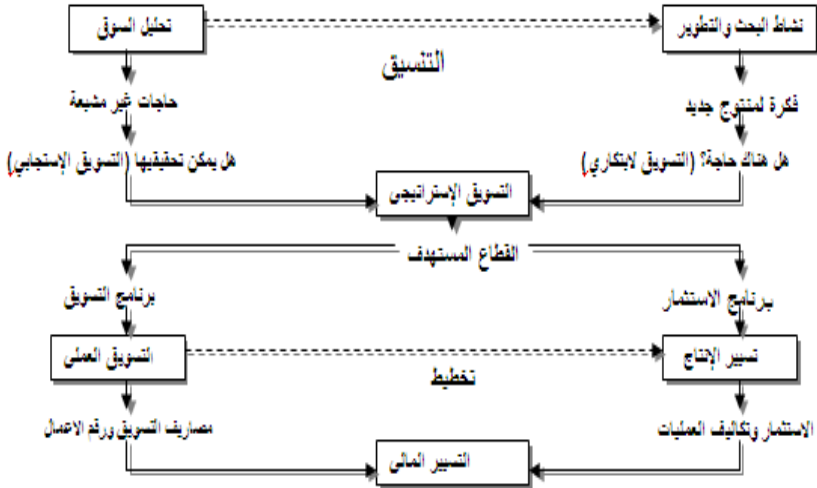 نشاط البحث والتطوير
تحليل السوق
التنسيق
فكرة لمنتوج جديد
حاجات غير مشبعة
هل هناك حاجة؟ (التسويق لابتكاري)
هل يمكن تحقيقيها (التسويق الإستجابي)
التسويق الإستراتيجي
القطاع المستهدف
برنامج الاستثمار
برنامج التسويق
تسيير الإنتاج
التسويق العملي
تخطيط
الاستثمار وتكاليف العمليات
مصاريف التسويق ورقم الاعمال
التسيير المالي